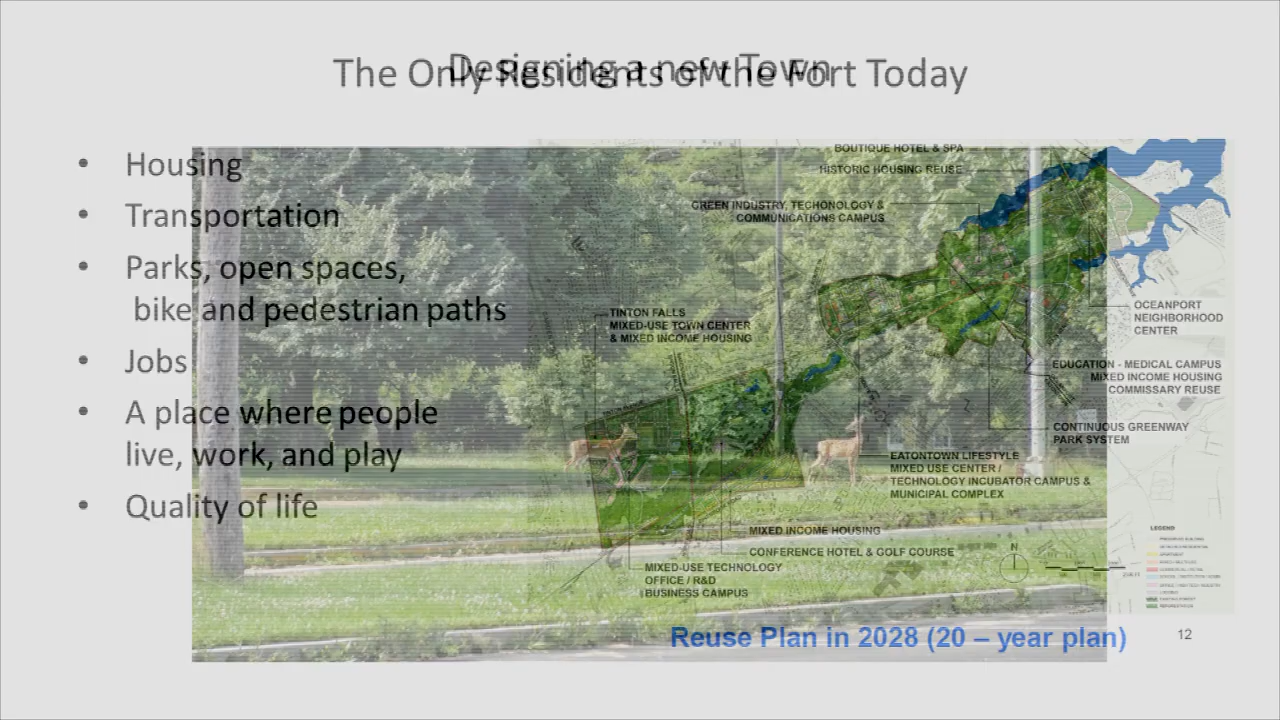 The Only Residents of the Fort Today
Designing a new Town
• Housing
• Transportation
• Parks, open spaces,
bike and pedestrian paths
• Jobs
• A place where people
live, work, and play
• Quality of life
BOUTIQUE HOTEL & SPA
HISTORIC HOUSING REUSE
GREEN INDUSTRY, TECHONOLOGY &
COMMUNICATIONS CAMPUS
TINTON FALLS
MIXED-USE TOWN CENTER
& MIXED INCOME HOUSING
OCEANPORT
NEIGHBORHOOD
CENTER
EDUCATION - MEDICAL CAMPUS
MIXED INCOME HOUSING
COMMISSARY REUSE
CONTINUOUS GREENWAY
PARK SYSTEM
EATONTOWN LIFESTYLE
MIXED USE CENTER /
TECHNOLOGY INCUBATOR CAMPUS &
MUNICIPAL COMPLEX
MIXED INCOME HOUSING
CONFERENCE HOTEL & GOLF COURSE
MIXED-USE TECHNOLOGY
OFFICE / R&D
BUSINESS CAMPUS
N
LEGEND
Reuse Plan in 2028 (20 – year plan)
12